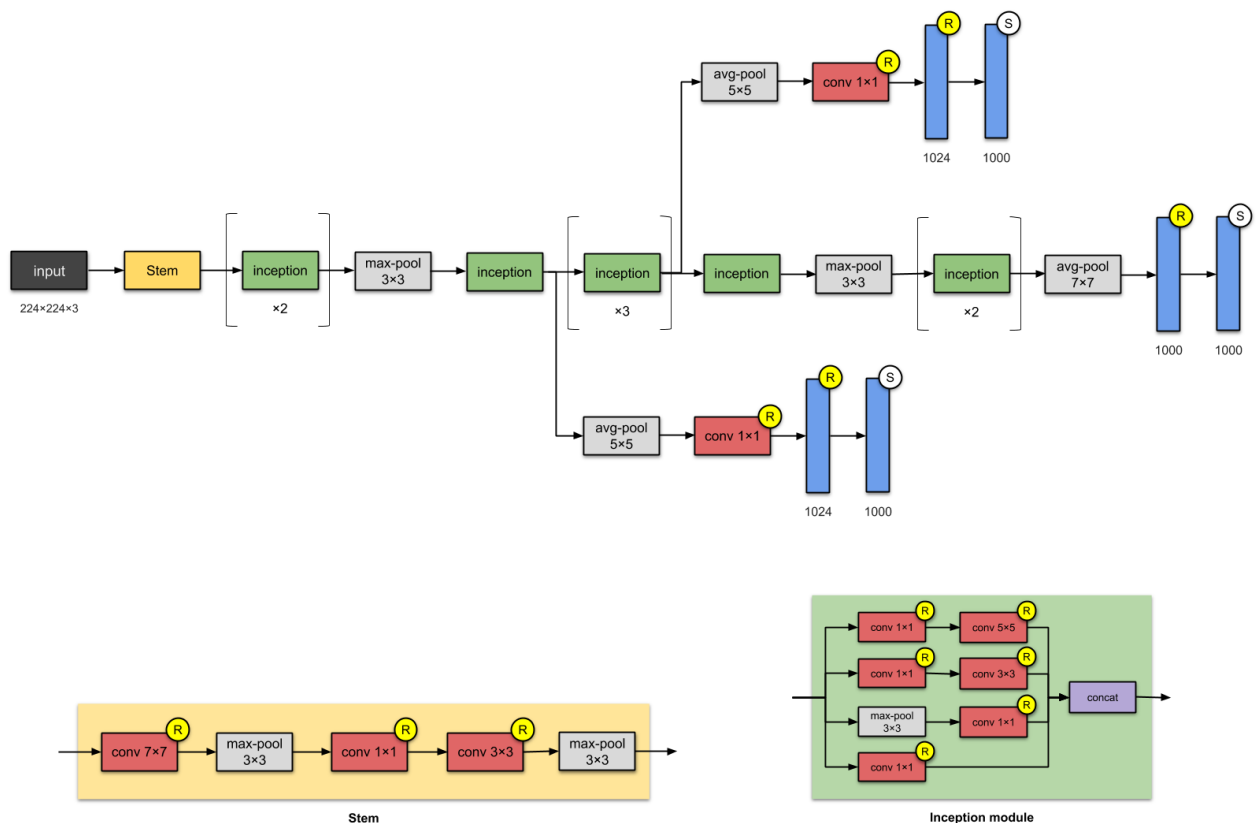 R
S
avg-pool
5×5
R
conv 1×1
1024
1000
R
S
input
Stem
inception
max-pool
3×3
inception
inception
inception
max-pool
3×3
inception
avg-pool
7×7
224×224×3
×2
×3
×2
1000
1000
R
S
avg-pool
5×5
R
conv 1×1
1024
1000
R
conv 1×1
R
conv 5×5
R
conv 1×1
R
conv 3×3
concat
max-pool
3×3
R
conv 1×1
R
conv 1×1
R
conv 7×7
max-pool
3×3
R
conv 1×1
R
conv 3×3
max-pool
3×3
Stem
Inception module